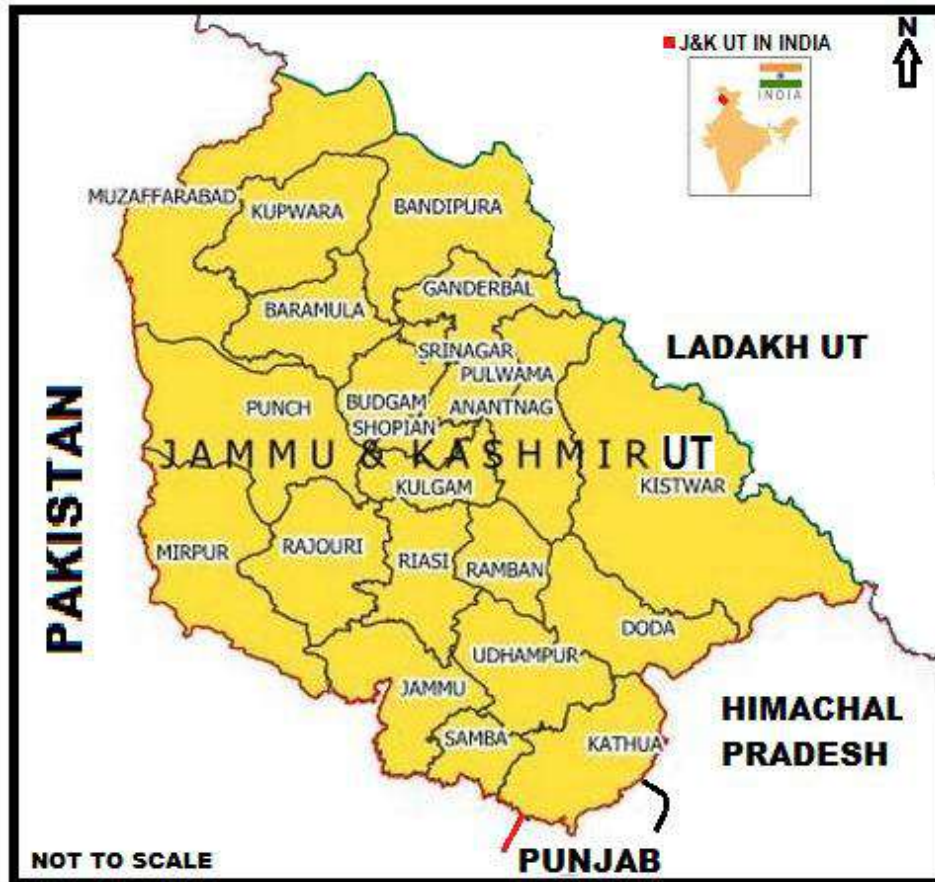 N
J&K UT IN INDIA
INDIA
MUZAFFARABAD
KUPWARA
BANDIPURA
GANDERBAL
BARAMULA
LADAKH UT
SRINAGAR
PULWAMA
BUDGAM
ANANTNAG
PUNCH
SHOPIAN
JAMMU & KASHMIR UT
KULGAM
KISTWAR
PAKISTAN
MIRPUR
RAJOURI
RIASI
RAMBAN
DODA
UDHAMPUR
JAMMU
HIMACHAL
PRADESH
SAMBA
KATHUA
NOT TO SCALE
PUNJAB